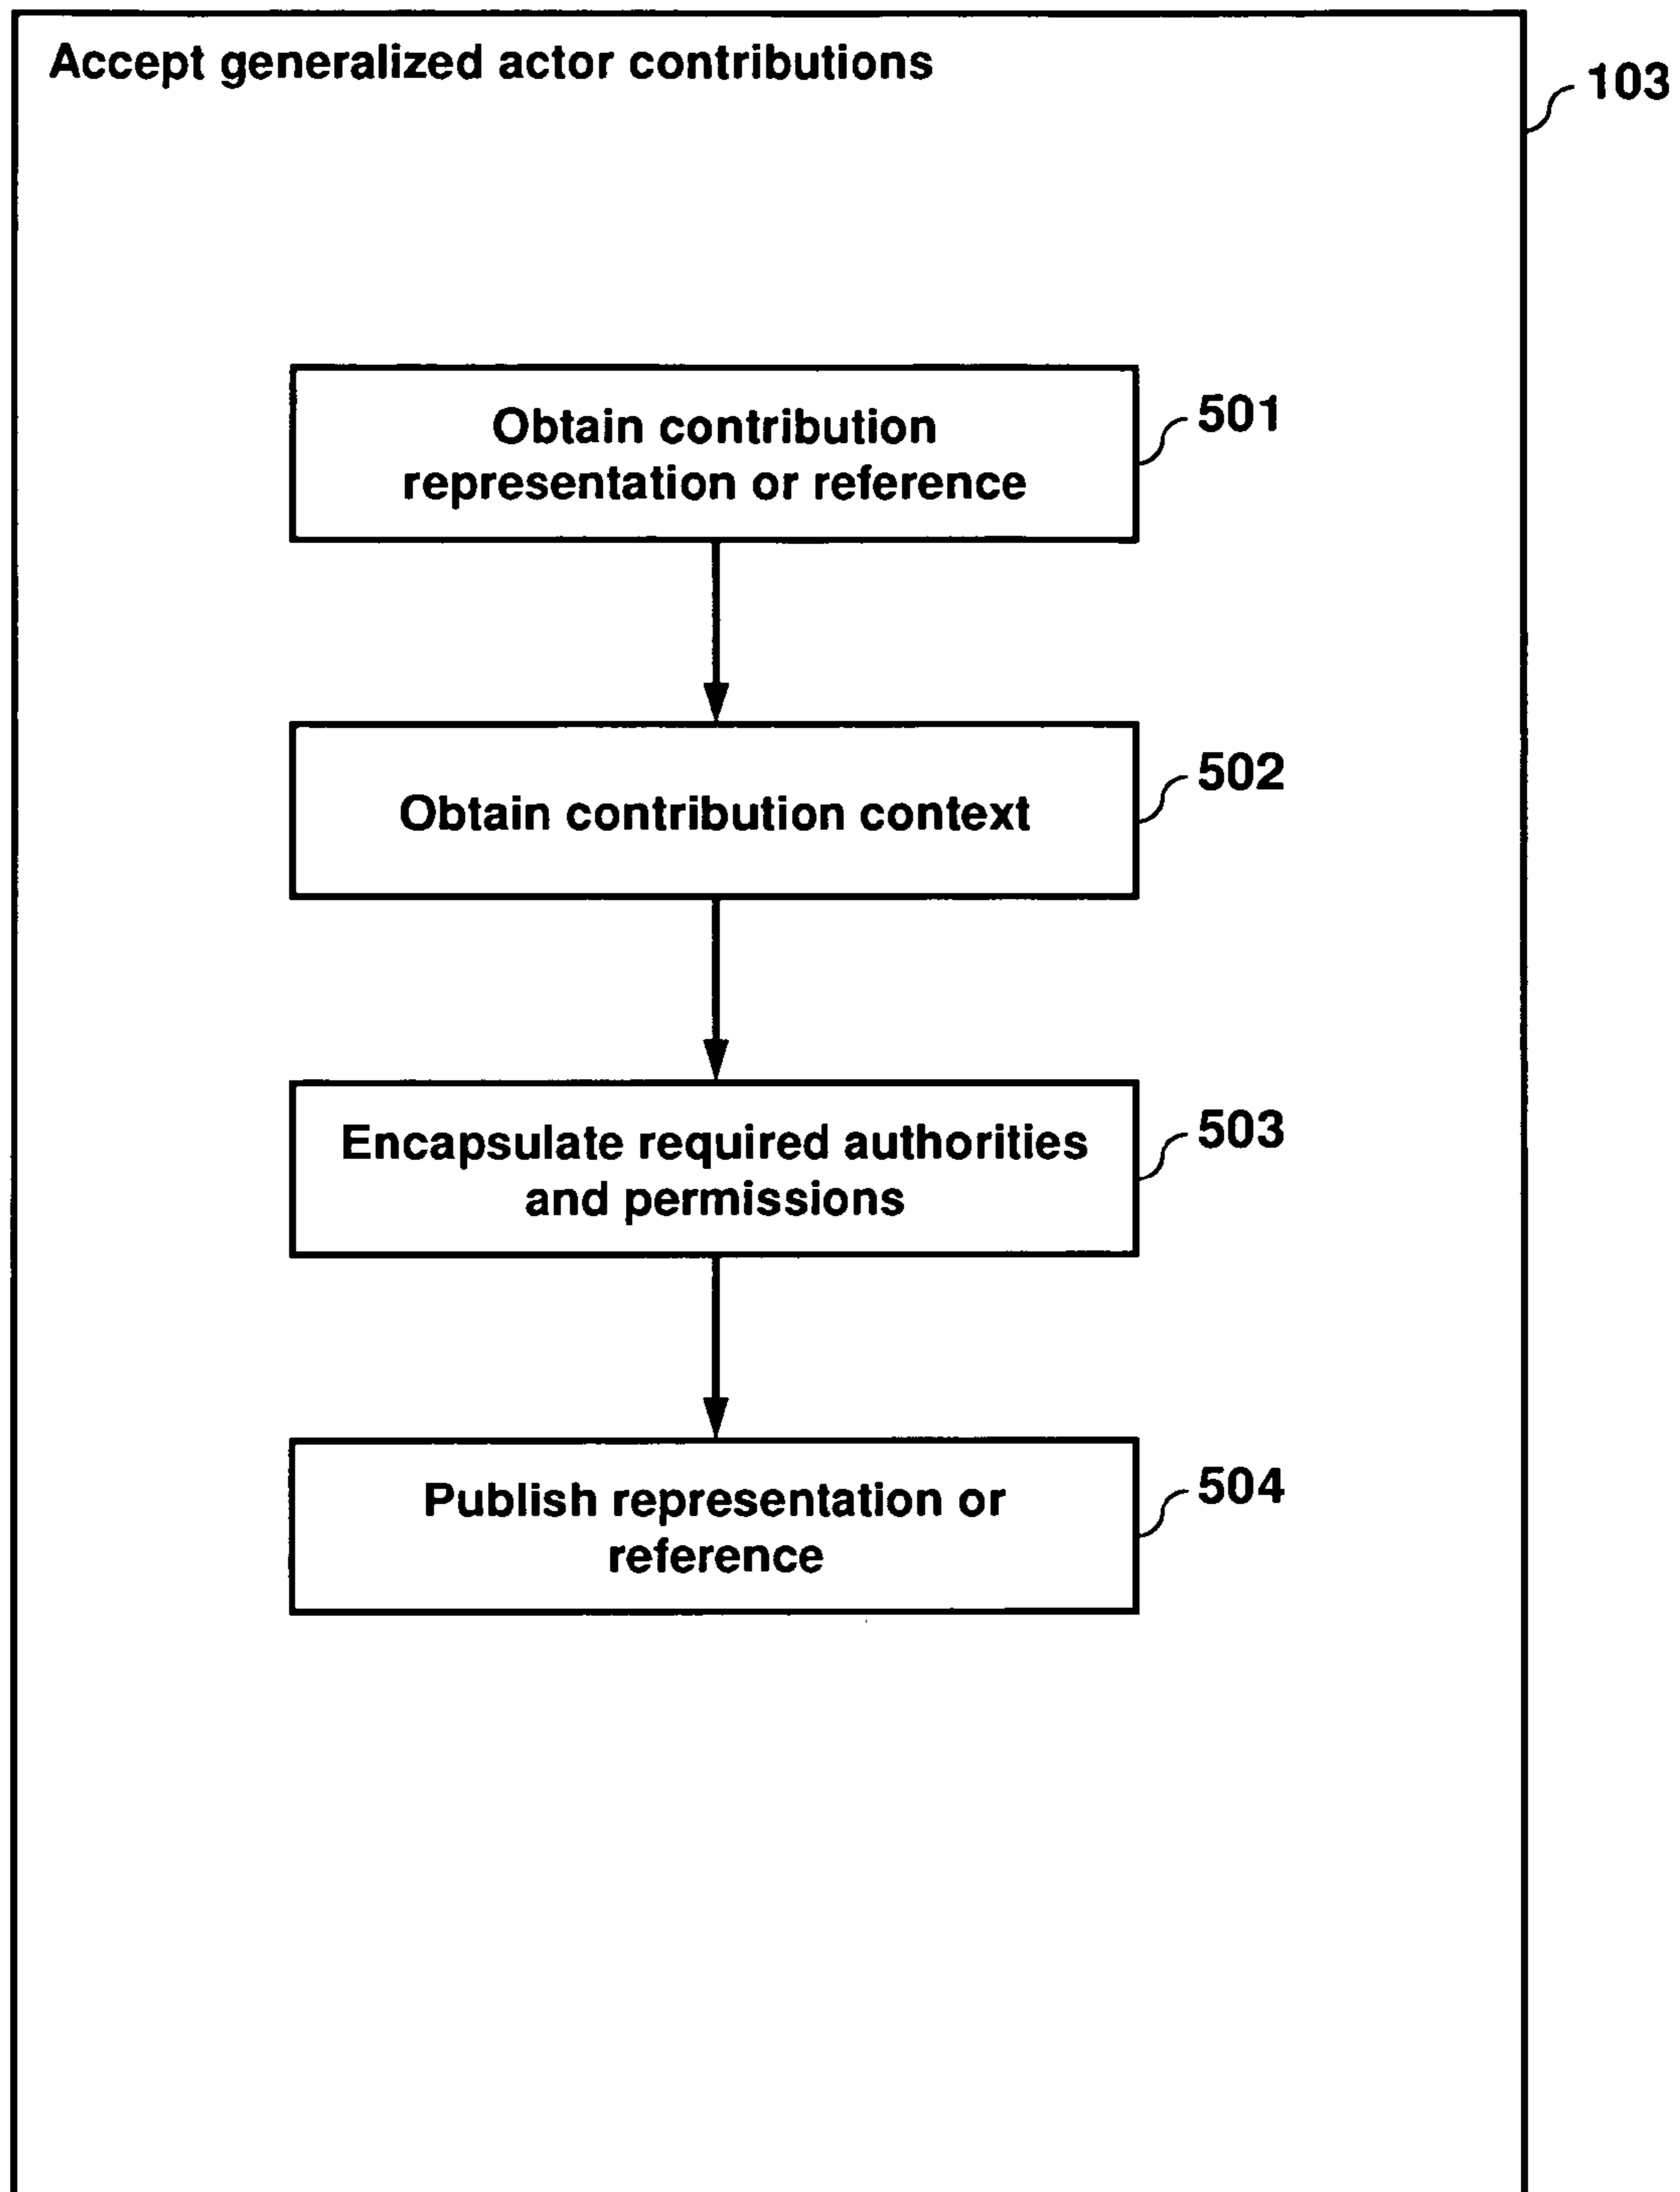 Accept generalized actor contributions
103
Obtain contribution
representation or reference
501
Obtain contribution context
502
Encapsulate required authorities
and permissions
503
Publish representation or
reference
504